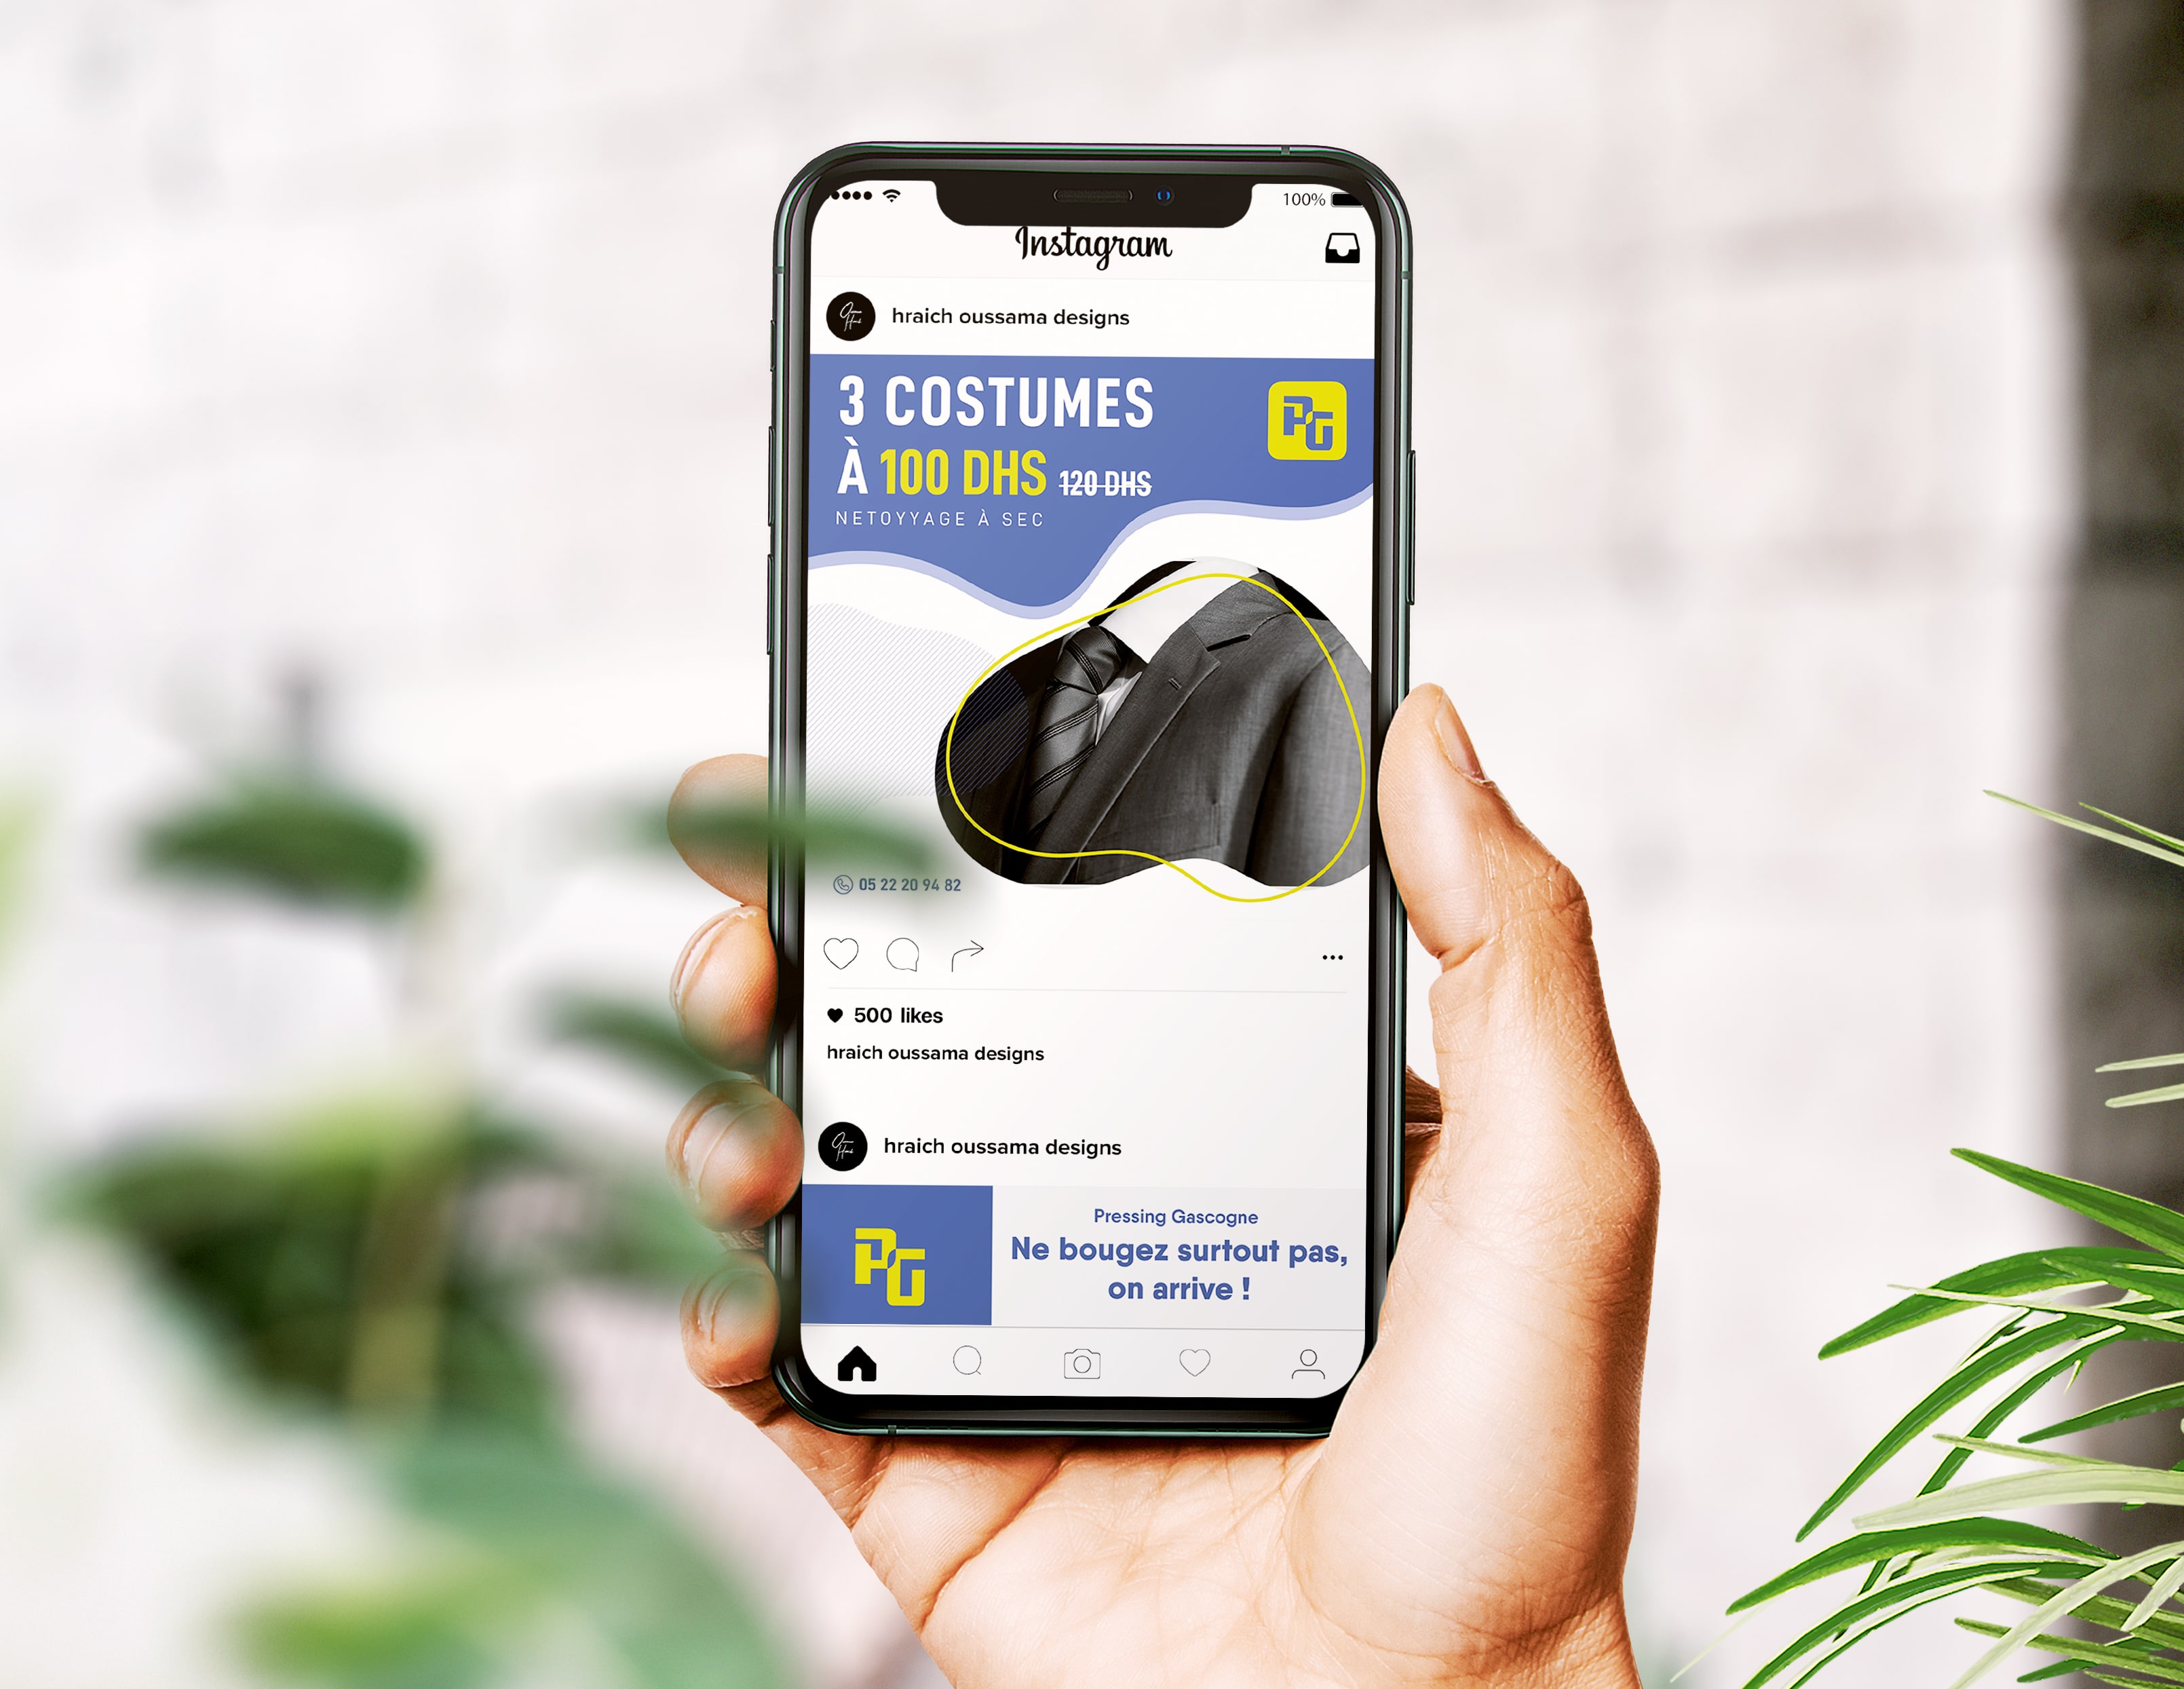 100%
Instagram
hraich oussama designs
3 COSTUMES
À 100 DHS 120 DHS
PG
NETOYYAGE À SEC
05 22 20 94 82
500 likes
hraich oussama designs
hraich oussama designs
PG
Pressing Gascogne
Ne bougez surtout pas,
on arrive !